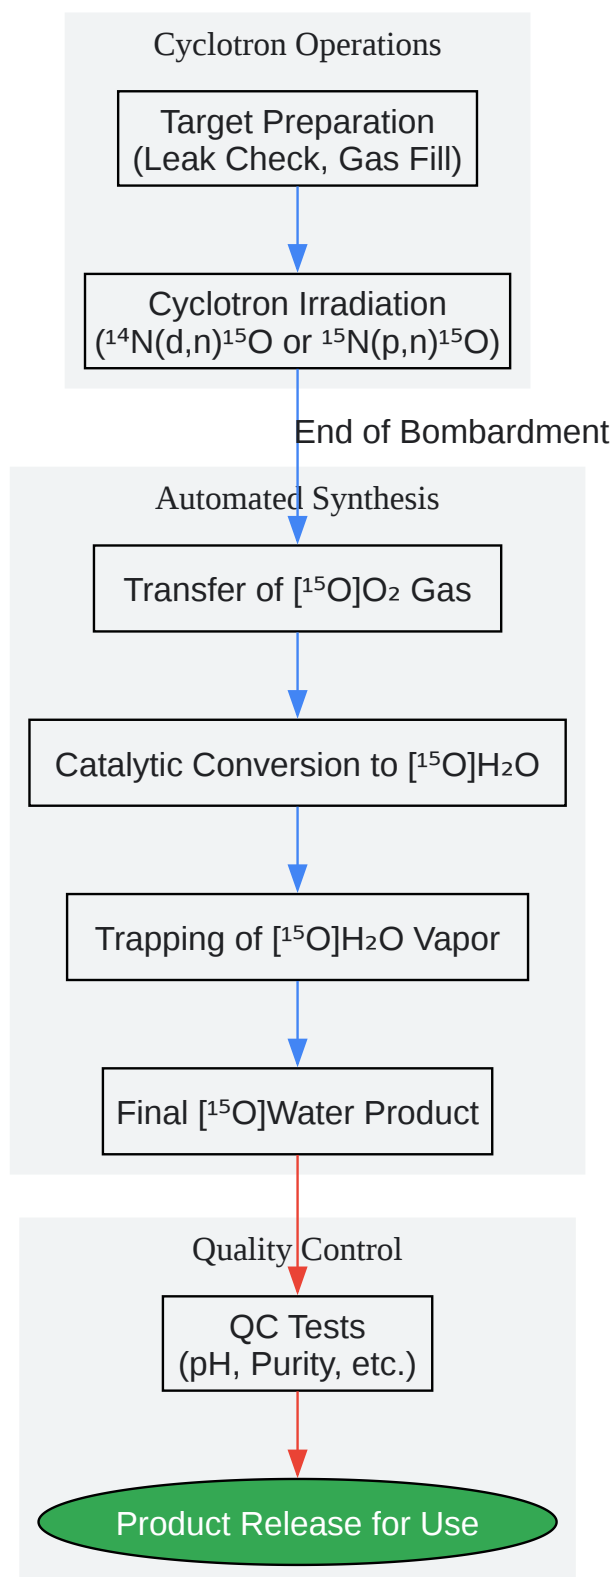 Cyclotron Operations
Target Preparation
(Leak Check, Gas Fill)
Cyclotron Irradiation
(¹⁴N(d,n)¹⁵O or ¹⁵N(p,n)¹⁵O)
End of Bombardment
Automated Synthesis
Transfer of [¹⁵O]O₂ Gas
Catalytic Conversion to [¹⁵O]H₂O
Trapping of [¹⁵O]H₂O Vapor
Final [¹⁵O]Water Product
Quality Control
QC Tests
(pH, Purity, etc.)
Product Release for Use